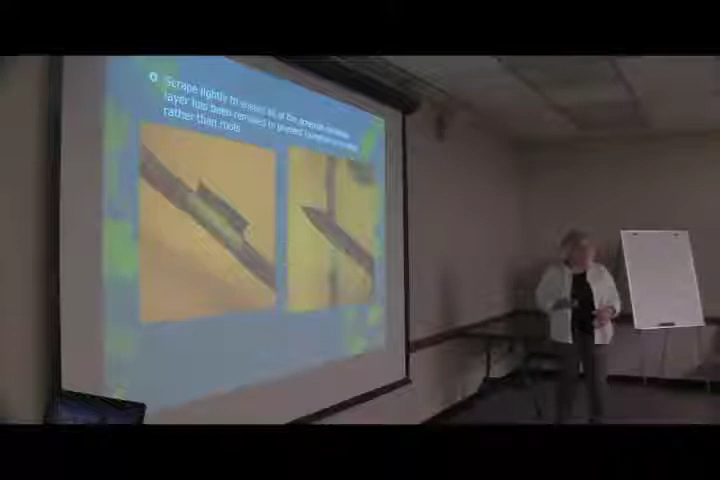 Scrape lightly to ensure all of the
layer has been removed to prevent
rather than roots